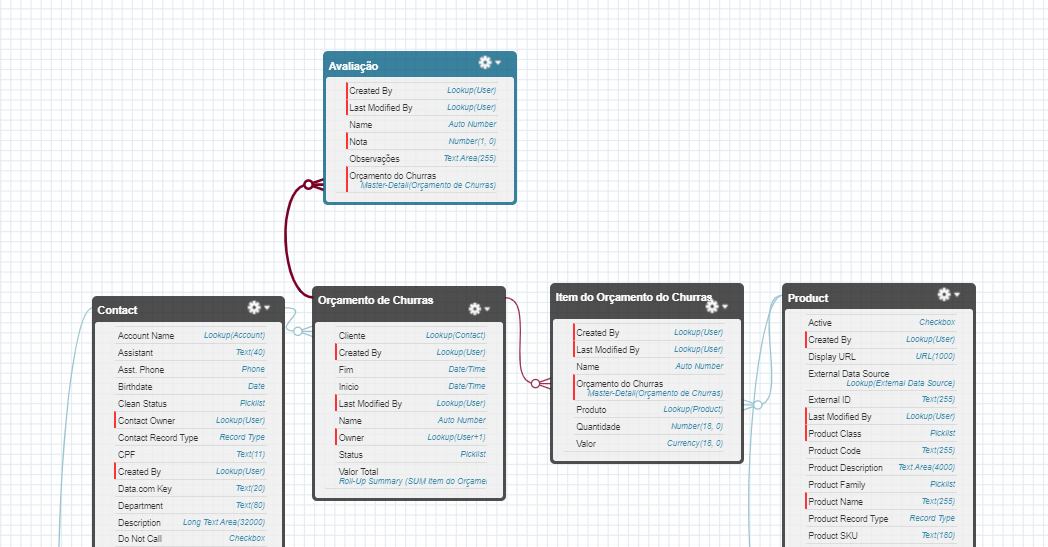 Avaliação
Created By Lookup(User)
Last Modified By Lookup(User)
Name Auto Number
Nota Number(1, 0)
Observações Text Area(255)
Orçamento do Churras
Master-Detail(Orçamento de Churras)
Contact
Account Name Lookup(Account)
Assistant Text(40)
Asst. Phone Phone
Birthdate Date
Clean Status Picklist
Contact Owner Lookup(User)
Contact Record Type Record Type
CPF Text(11)
Created By Lookup(User)
Data.com Key Text(20)
Department Text(80)
Description Long Text Area(32000)
Do Not Call Checkbox
Orçamento de Churras
Cliente Lookup(Contact)
Created By Lookup(User)
Fim Date/Time
Inicio Date/Time
Last Modified By Lookup(User)
Name Auto Number
Owner Lookup(User+1)
Status Picklist
Valor Total
Roll-Up Summary (SUM Item do Orçamer
Item do Orçamento do Churras
Created By Lookup(User)
Last Modified By Lookup(User)
Name Auto Number
Orçamento do Churras
Master-Detail(Orçamento de Churras)
Produto Lookup(Product)
Quantidade Number(18, 0)
Valor Currency(18, 0)
Product
Active Checkbox
Created By Lookup(User)
Display URL URL(1000)
External Data Source
Lookup(External Data Source)
External ID Text(255)
Last Modified By Lookup(User)
Product Class Picklist
Product Code Text(255)
Product Description Text Area(4000)
Product Family Picklist
Product Name Text(255)
Product Record Type Record Type
Product SKU Text(180)